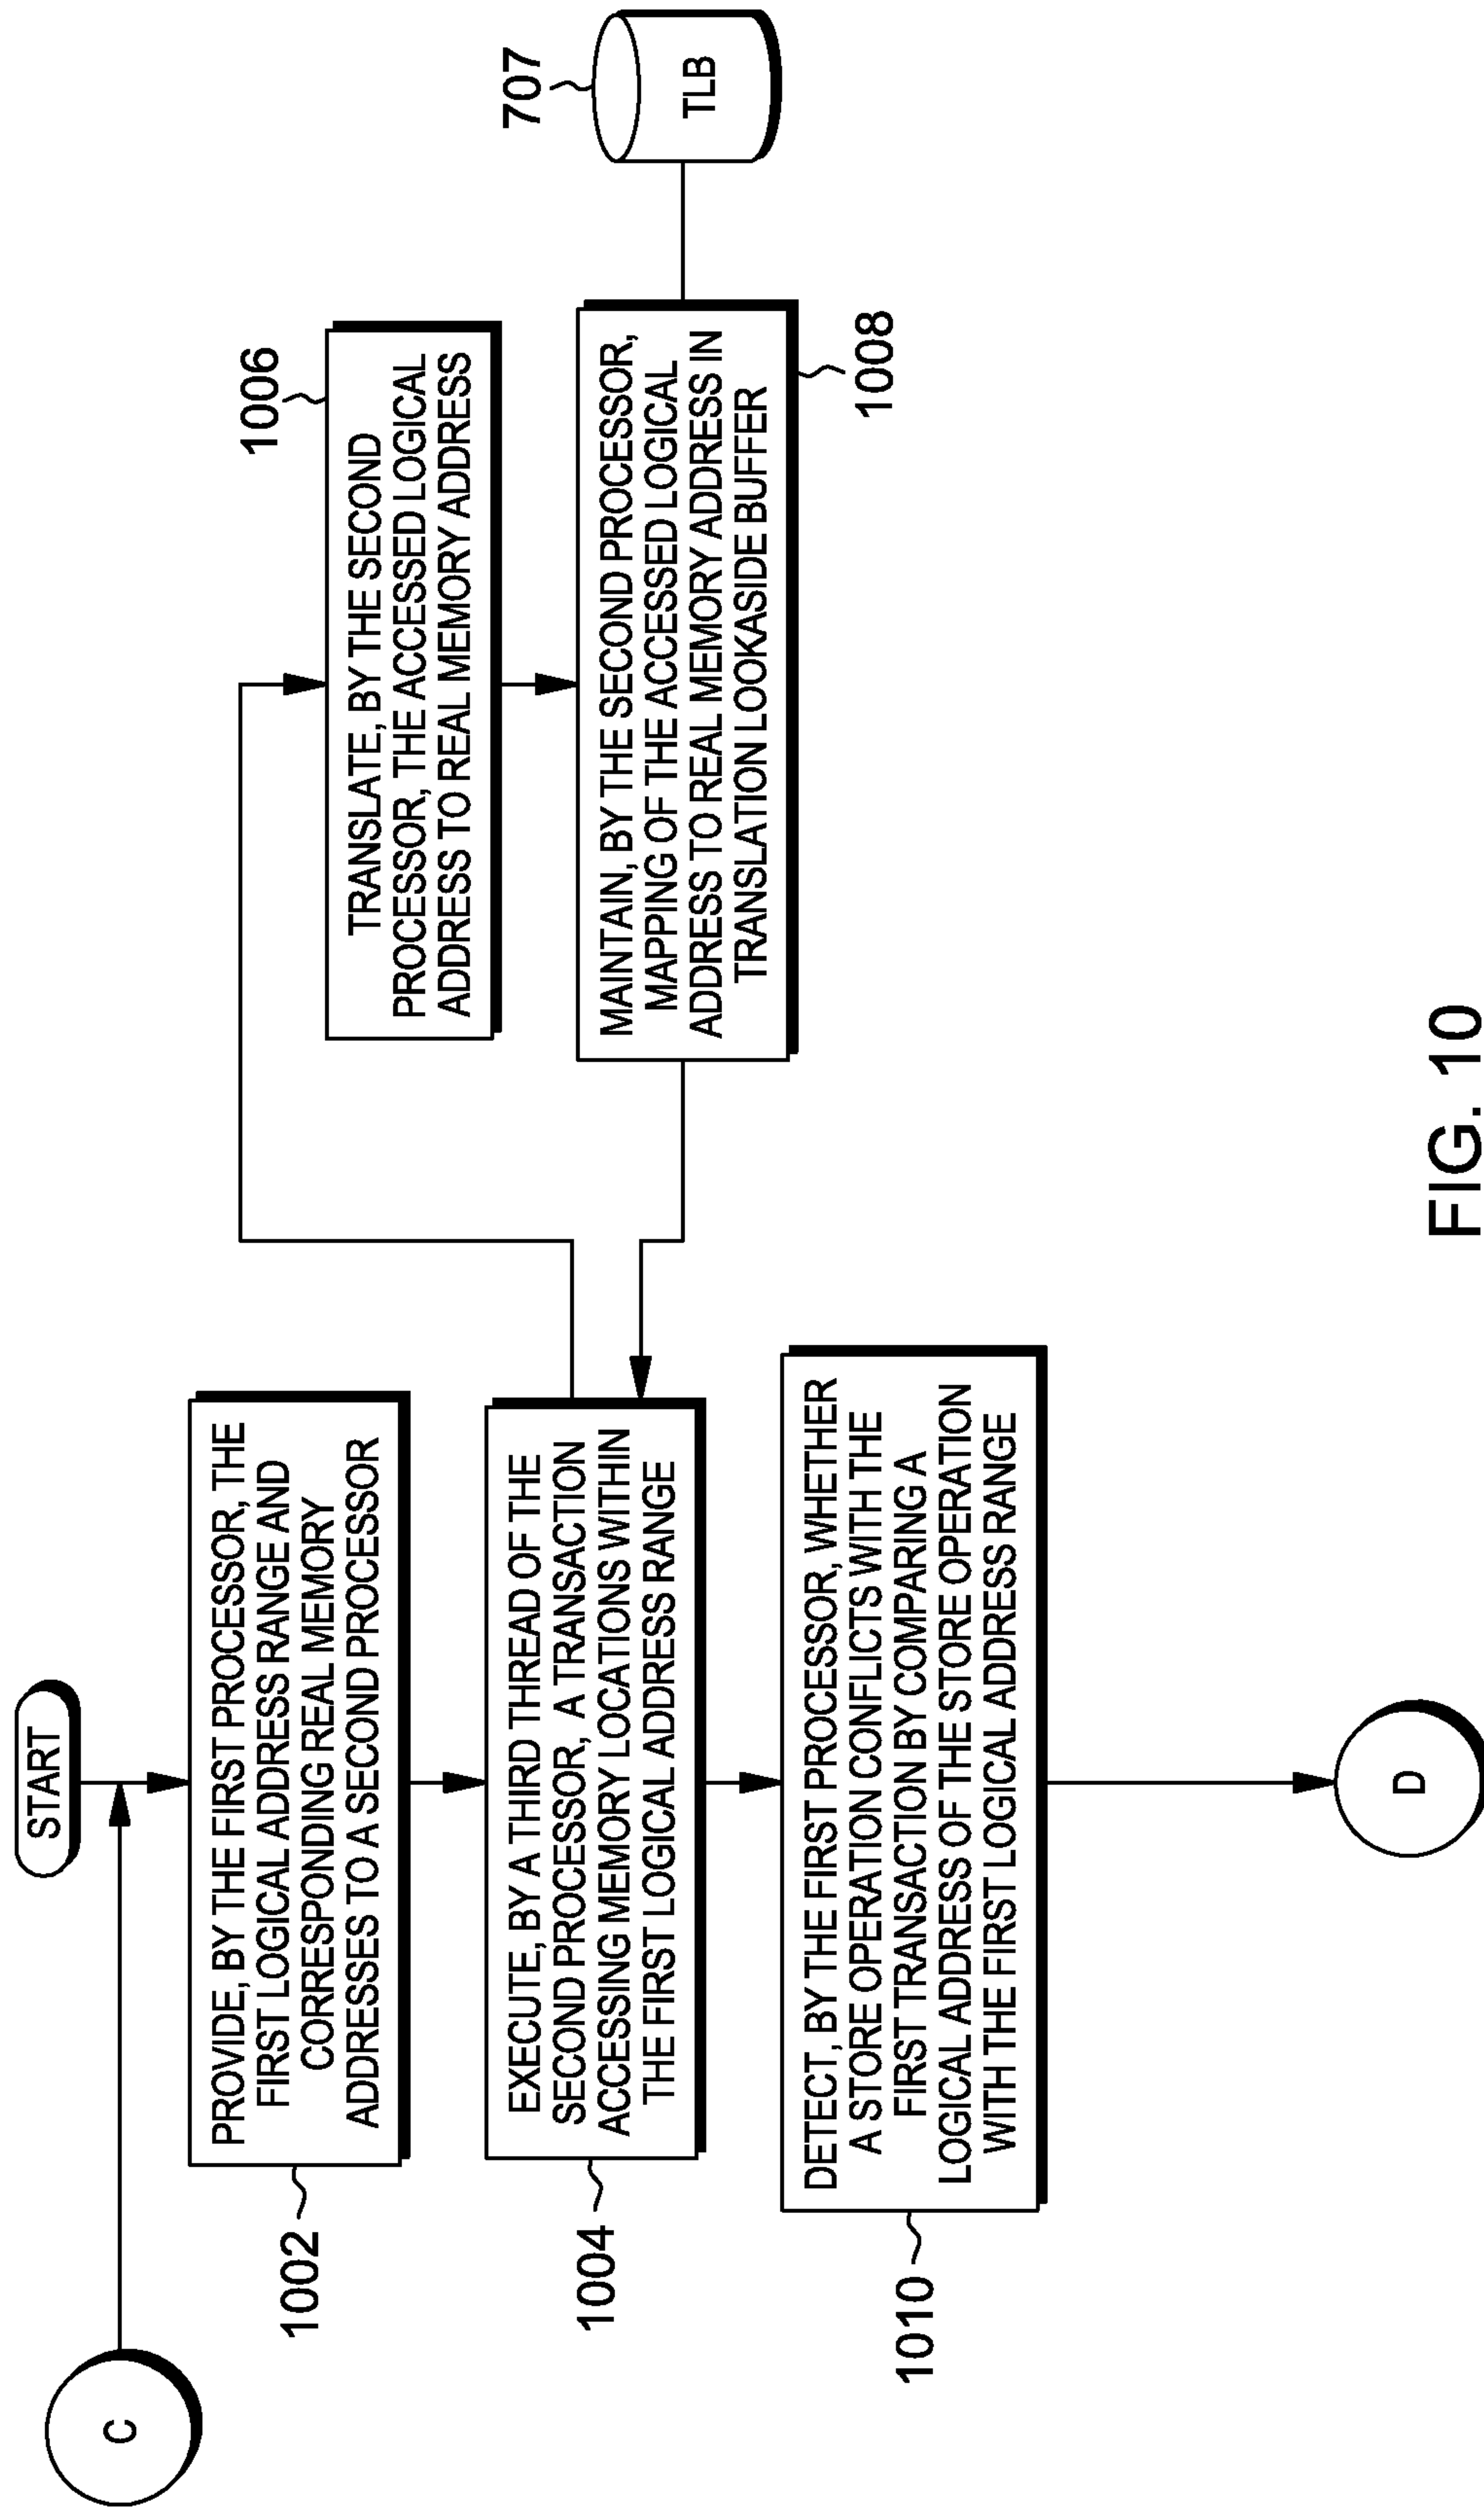 START
C
PROVIDE, BY THE FIRST PROCESSOR, THE
FIRST LOGICAL ADDRESS RANGE AND
CORRESPONDING REAL MEMORY
ADDRESSES TO A SECOND PROCESSOR
1002
EXECUTE, BY A THIRD THREAD OF THE
SECOND PROCESSOR, A TRANSACTION
ACCESSING MEMORY LOCATIONS WITHIN
THE FIRST LOGICAL ADDRESS RANGE
1004
1006
TRANSLATE, BY THE SECOND
PROCESSOR, THE ACCESSED LOGICAL
ADDRESS TO REAL MEMORY ADDRESS
MAINTAIN, BY THE SECOND PROCESSOR,
MAPPING OF THE ACCESSED LOGICAL
ADDRESS TO REAL MEMORY ADDRESS IN
TRANSLATION LOOKASIDE BUFFER
1008
707
TLB
DETECT, BY THE FIRST PROCESSOR, WHETHER
A STORE OPERATION CONFLICTS WITH THE
FIRST TRANSACTION BY COMPARING A
LOGICAL ADDRESS OF THE STORE OPERATION
WITH THE FIRST LOGICAL ADDRESS RANGE
1010
D
FIG. 10